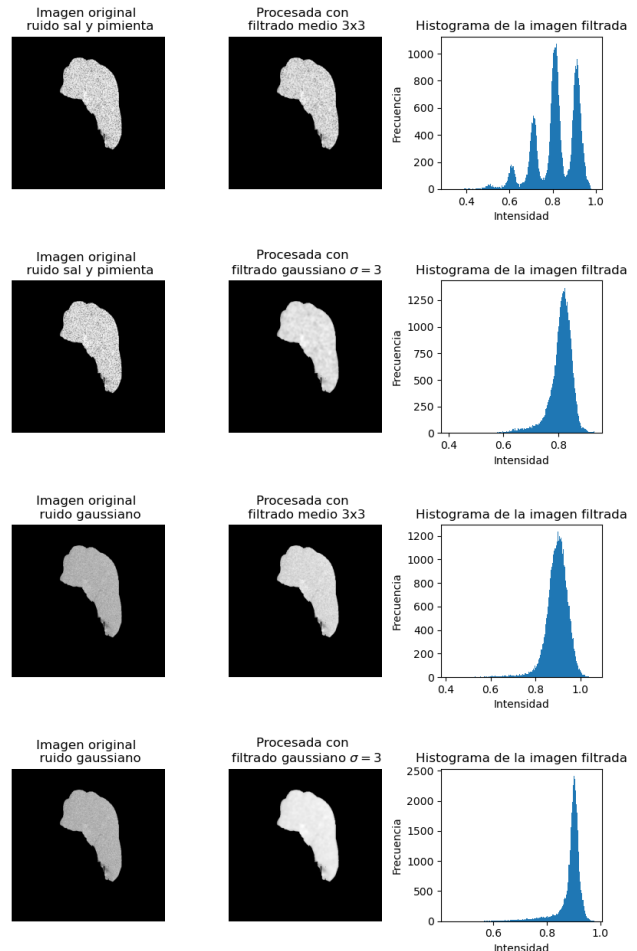 Imagen original
ruido sal y pimienta
Procesada con
filtrado medio 3x3
Histograma de la imagen filtrada
Frecuencia
1000
800
600
400
200
0
0.4 0.6 0.8 1.0
Intensidad
Imagen original
ruido sal y pimienta
Procesada con
filtrado gaussiano σ = 3
Histograma de la imagen filtrada
Frecuencia
1250
1000
750
500
250
0
0.4 0.6 0.8
Intensidad
Imagen original
ruido gaussiano
Procesada con
filtrado medio 3x3
Histograma de la imagen filtrada
Frecuencia
1200
1000
800
600
400
200
0
0.4 0.6 0.8 1.0
Intensidad
Imagen original
ruido gaussiano
Procesada con
filtrado gaussiano σ = 3
Histograma de la imagen filtrada
Frecuencia
2500
2000
1500
1000
500
0
0.6 0.8 1.0
Intensidad